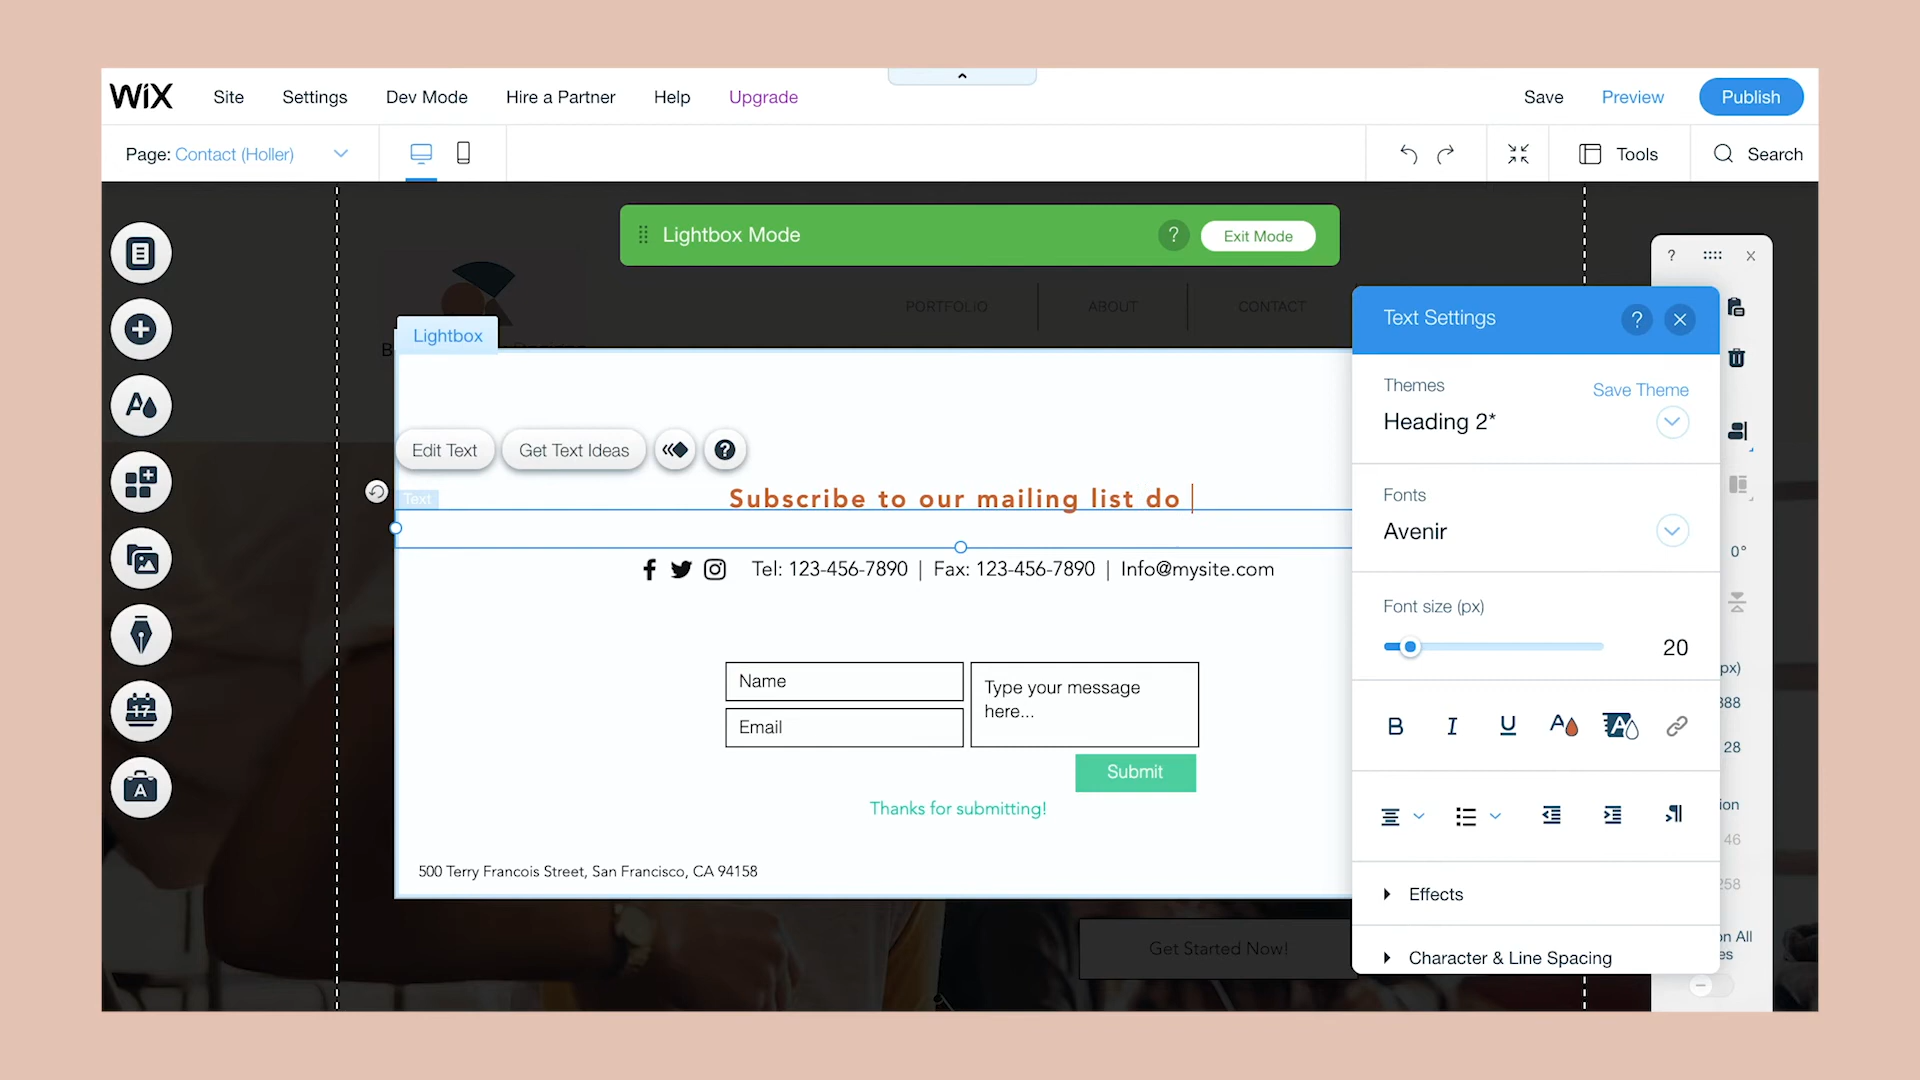 WiX Site Settings Dev Mode Hire a Partner Help Upgrade Save Preview Publish
Page: Contact (Holler) Tools Search
Lightbox Mode ? Exit Mode
PORTFOLIO ABOUT CONTACT
Lightbox
Edit Text Get Text Ideas ?
Text
Subscribe to our mailing list do
Tel: 123-456-7890 | Fax: 123-456-7890 | Info@mysite.com
Name
Email
Type your message
here...
Submit
Thanks for submitting!
500 Terry Francois Street, San Francisco, CA 94158
Get Started Now!
17
A
? X
Text Settings ?
Themes
Save Theme
Heading 2*
Fonts
Avenir
Font size (px)
20
B I U A A
Effects
Character & Line Spacing
0°
px)
388
28
ion
46
258
on All
es